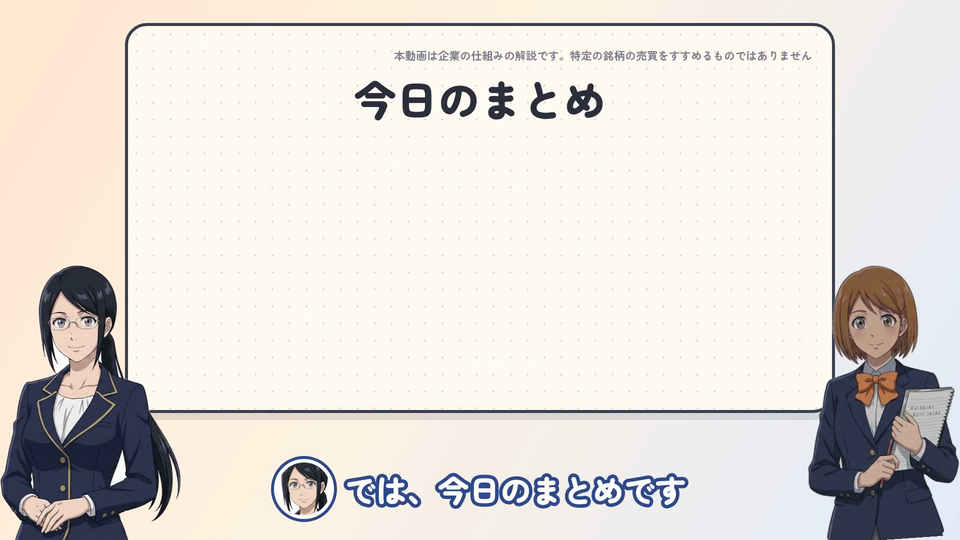 本動画は企業の仕組みの解説です。特定の銘柄の売買をすすめるものではありません
今日のまとめ
では、今日のまとめです